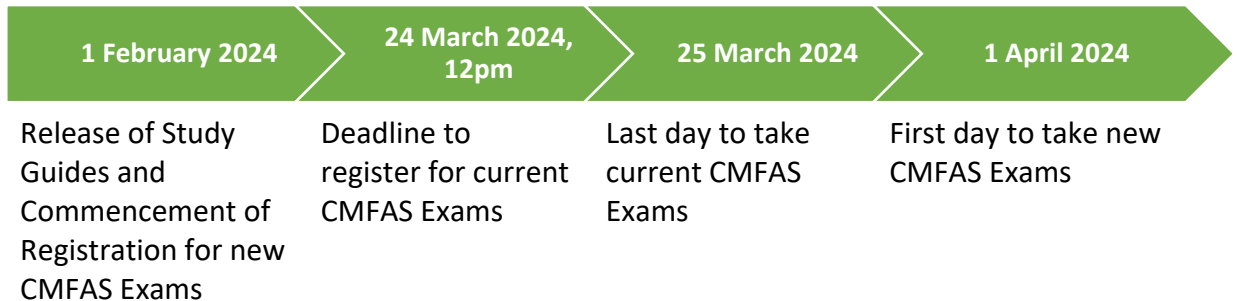 1 February 2024
24 March 2024,
12pm
25 March 2024
1 April 2024
Release of Study
Guides and
Commencement of
Registration for new
CMFAS Exams
Deadline to
register for current
CMFAS Exams
Last day to take
current CMFAS
Exams
First day to take new
CMFAS Exams